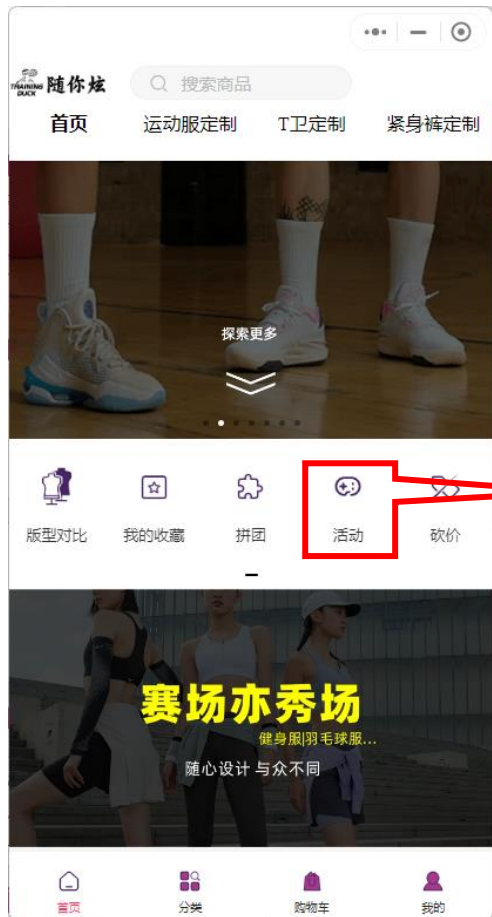 TRAINING
DUCK
随你炫
搜索商品
首页 运动服定制 T卫定制 紧身裤定制
探索更多
版型对比 我的收藏 拼团 活动 砍价
赛场亦秀场
健身服|羽毛球服...
随心设计 与众不同
首页 分类 购物车 我的